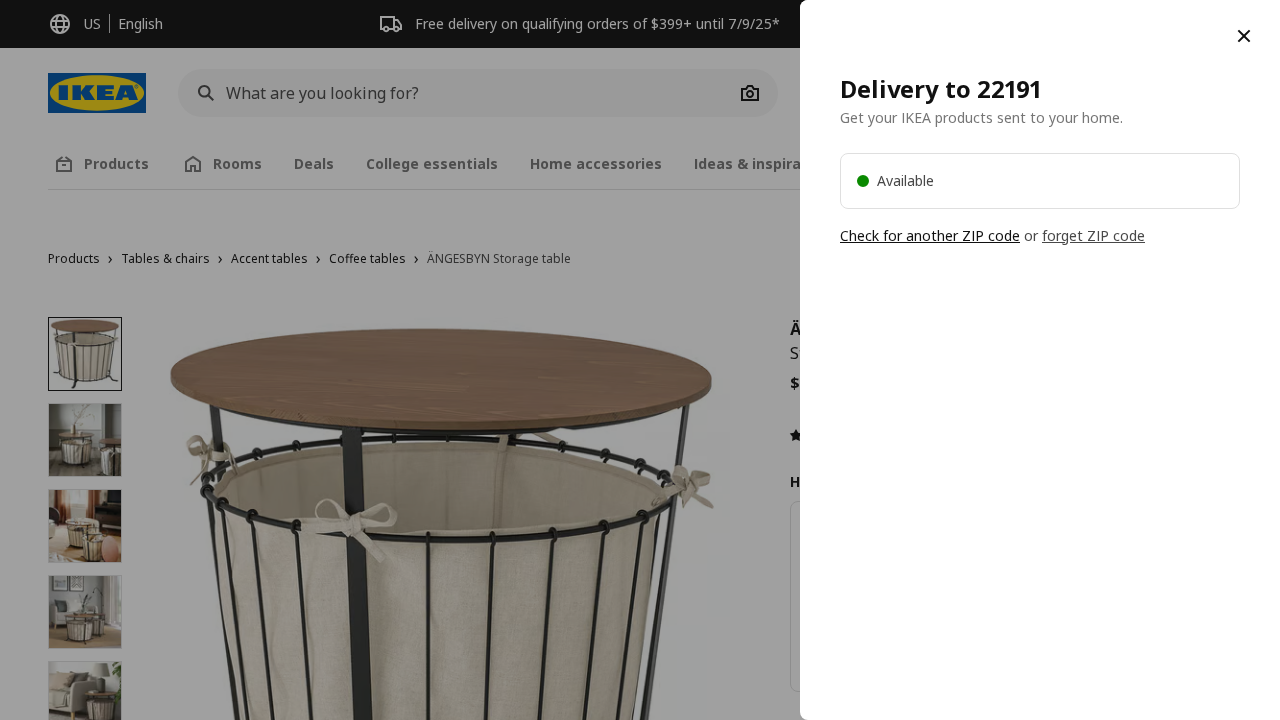 US
English
Free delivery on qualifying orders of $399+ until 7/9/25*
IKEA
What are you looking for?
Products
Rooms
Deals
College essentials
Home accessories
Ideas & inspira
Products › Tables & chairs › Accent tables › Coffee tables › ÄNGESBYN Storage table
Delivery to 22191
Get your IKEA products sent to your home.
Available
Check for another ZIP code or forget ZIP code